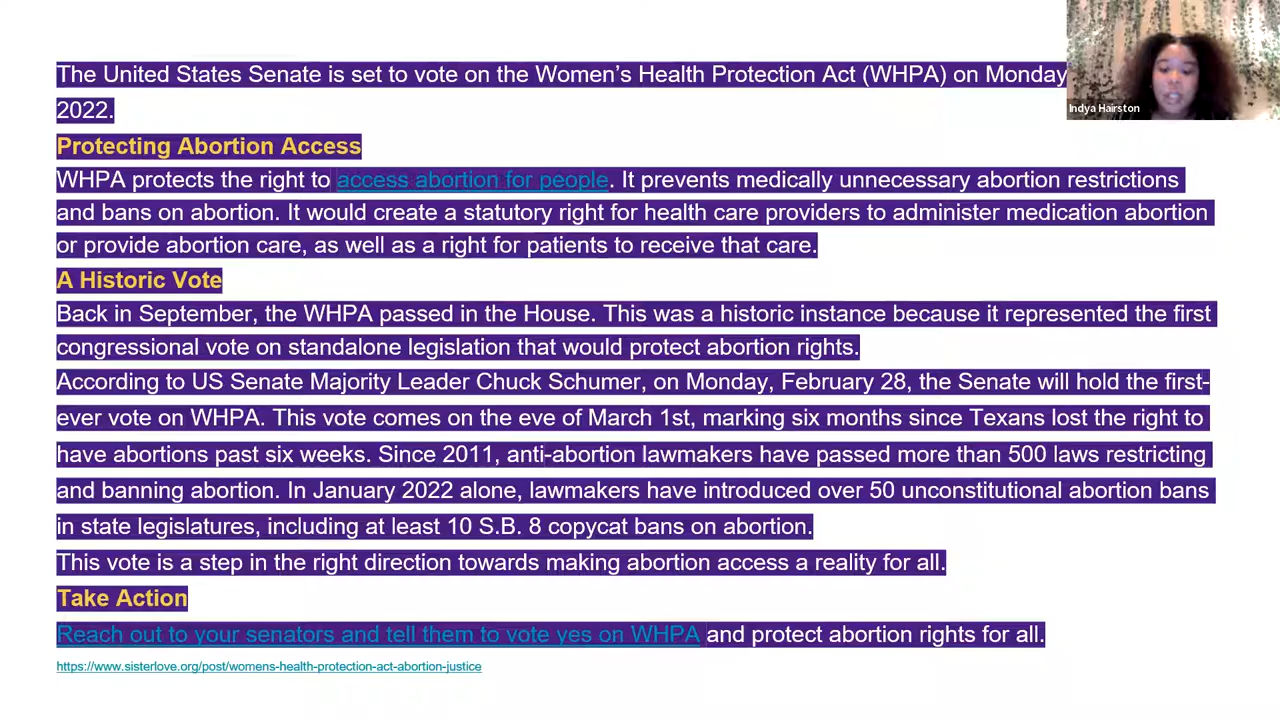 The United States Senate is set to vote on the Women’s Health Protection Act (WHPA) on Monday
Indya Hairston
2022.
Protecting Abortion Access
WHPA protects the right to access abortion for people. It prevents medically unnecessary abortion restrictions
and bans on abortion. It would create a statutory right for health care providers to administer medication abortion
or provide abortion care, as well as a right for patients to receive that care.
A Historic Vote
Back in September, the WHPA passed in the House. This was a historic instance because it represented the first
congressional vote on standalone legislation that would protect abortion rights.
According to US Senate Majority Leader Chuck Schumer, on Monday, February 28, the Senate will hold the first-
ever vote on WHPA. This vote comes on the eve of March 1st, marking six months since Texans lost the right to
have abortions past six weeks. Since 2011, anti-abortion lawmakers have passed more than 500 laws restricting
and banning abortion. In January 2022 alone, lawmakers have introduced over 50 unconstitutional abortion bans
in state legislatures, including at least 10 S.B. 8 copycat bans on abortion.
This vote is a step in the right direction towards making abortion access a reality for all.
Take Action
Reach out to your senators and tell them to vote yes on WHPA and protect abortion rights for all.
https://www.sisterlove.org/post/womens-health-protection-act-abortion-justice